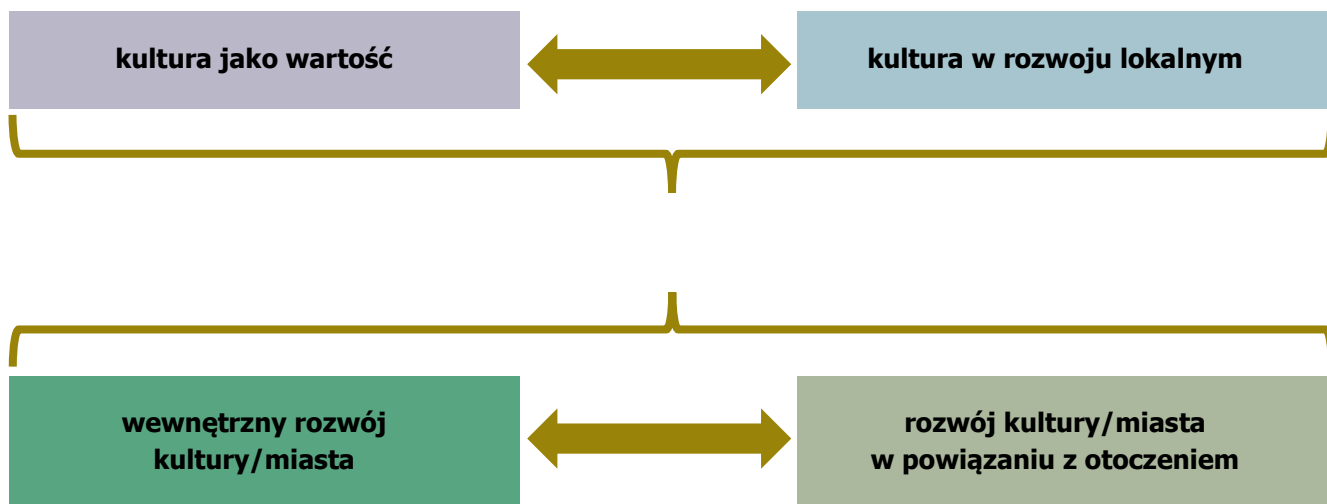 kultura jako wartość
kultura w rozwoju lokalnym
wewnętrzny rozwój
kultury/miasta
rozwój kultury/miasta
w powiązaniu z otoczeniem